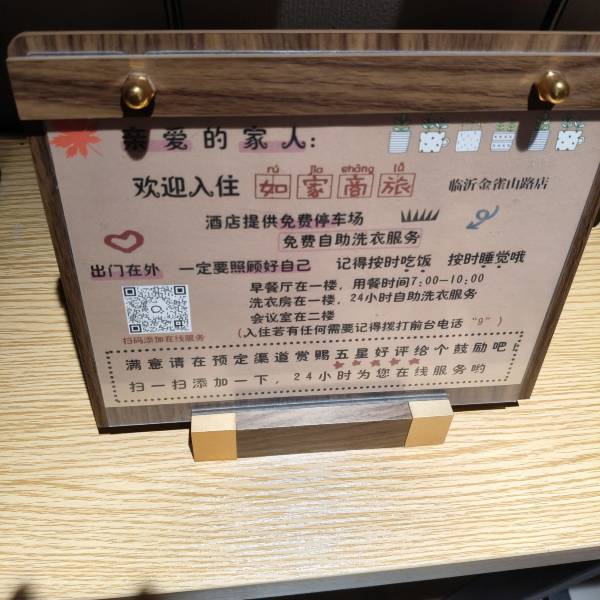 亲爱的家人:
rú jiā shāng lǚ
欢迎入住 如家商旅 临沂金雀山路店
酒店提供免费停车场
免费自助洗衣服务
出门在外 一定要照顾好自己 记得按时吃饭 按时睡觉哦
早餐厅在一楼，用餐时间7:00-10:00
洗衣房在一楼，24小时自助洗衣服务
会议室在二楼
(入住若有任何需要记得拨打前台电话“9”)
扫码添加在线服务
满意请在预定渠道赏赐五星好评给个鼓励吧!
扫一扫添加一下，24小时为您在线服务哟